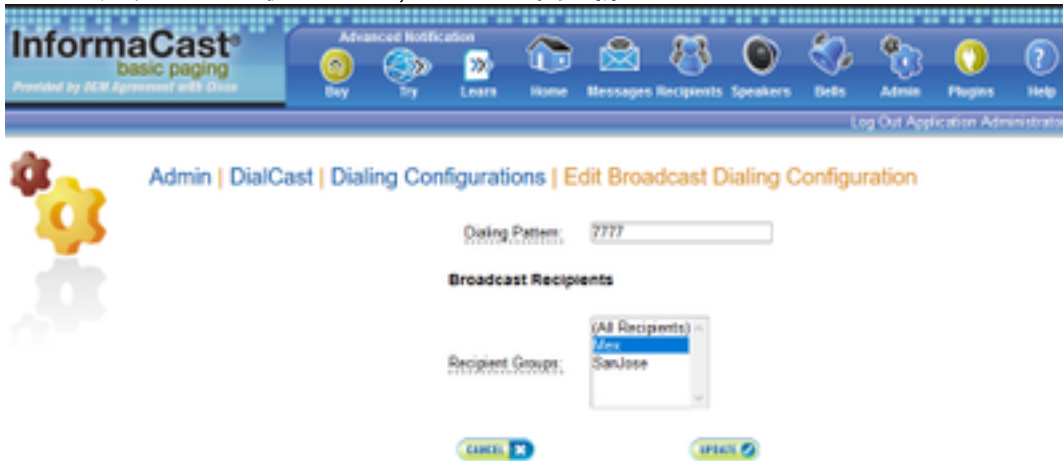 InformaCast®
basic paging
Provided by OEM Agreement with Cisco
Advanced Notification
Buy Try Learn Home Messages Recipients Speakers Bells Admin Plugins Help
Log Out Application Administrator
Admin | DialCast | Dialing Configurations | Edit Broadcast Dialing Configuration
Dialing Pattern: 7777
Broadcast Recipients
(All Recipients)
Mex
Recipient Groups: SanJose
CANCEL UPDATE